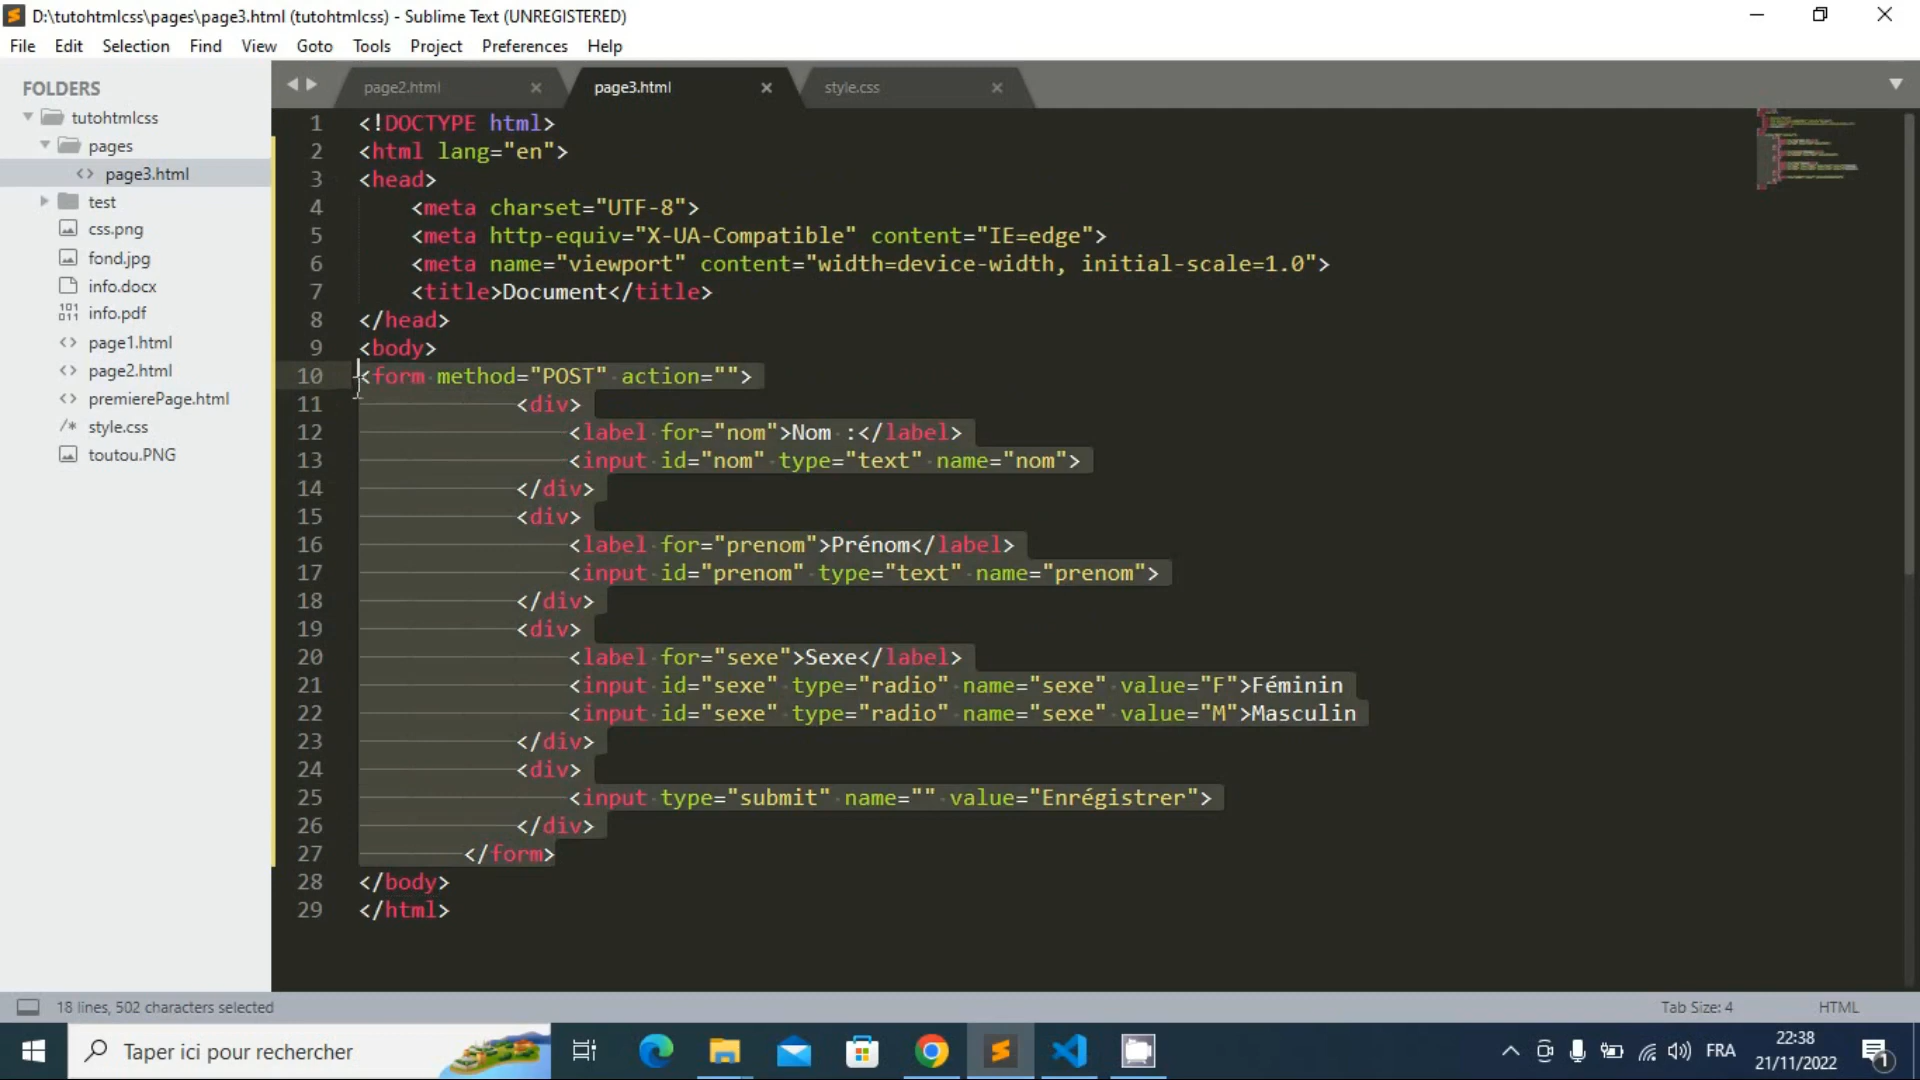 D:\tutohtmlcss\pages\page3.html (tutohtmlcss) - Sublime Text (UNREGISTERED)
File Edit Selection Find View Goto Tools Project Preferences Help
FOLDERS
tutohtmlcss
pages
page3.html
test
css.png
fond.jpg
info.docx
info.pdf
page1.html
page2.html
premierePage.html
style.css
toutou.PNG
page2.html page3.html style.css
1 <!DOCTYPE html>
2 <html lang="en">
3 <head>
4 <meta charset="UTF-8">
5 <meta http-equiv="X-UA-Compatible" content="IE=edge">
6 <meta name="viewport" content="width=device-width, initial-scale=1.0">
7 <title>Document</title>
8 </head>
9 <body>
10 <form method="POST" action="">
11 <div>
12 <label for="nom">Nom :</label>
13 <input id="nom" type="text" name="nom">
14 </div>
15 <div>
16 <label for="prenom">Prénom</label>
17 <input id="prenom" type="text" name="prenom">
18 </div>
19 <div>
20 <label for="sexe">Sexe</label>
21 <input id="sexe" type="radio" name="sexe" value="F">Féminin
22 <input id="sexe" type="radio" name="sexe" value="M">Masculin
23 </div>
24 <div>
25 <input type="submit" name="" value="Enrégistrer">
26 </div>
27 </form>
28 </body>
29 </html>
18 lines, 502 characters selected Tab Size: 4 HTML
Taper ici pour rechercher
FRA
22:38
21/11/2022
1